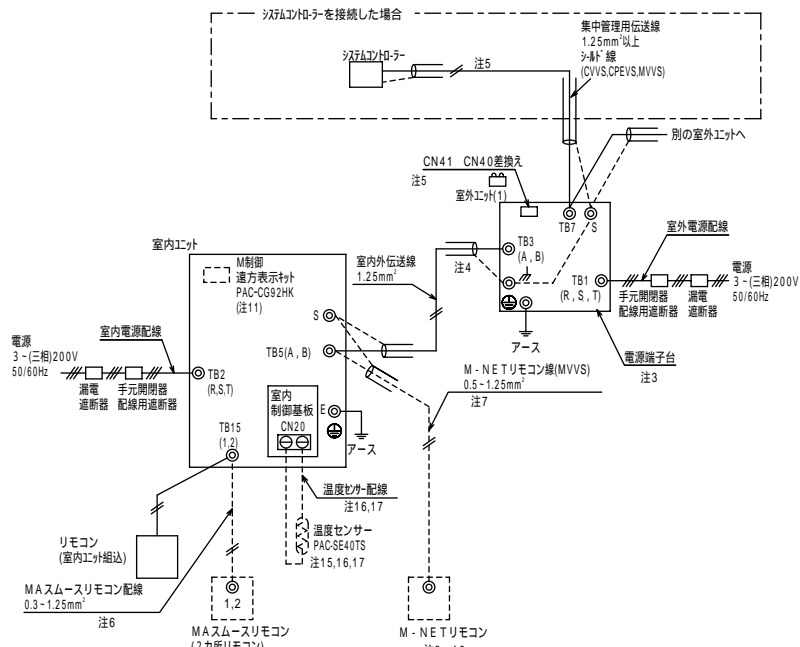 システムコントローラーを接続した場合
集中管理用伝送線
1.25mm²以上
シールド線
(CVVS,CPEVS,MVVS)
システムコントローラー
注5
別の室外ユニットへ
CN41 CN40差換え
注5
室外ユニット(1)
TB7
S
室外電源配線
TB3
(A,B)
TB1
(R,S,T)
電源
3~(三相)200V
50/60Hz
手元開閉器
配線用遮断器
漏電
遮断器
アース
電源端子台
注3
室内ユニット
M制御
遠方表示キット
PAC-CG92HK
(注11)
室内外伝送線
1.25mm²
注4
S
TB5(A,B)
電源
3~(三相)200V
50/60Hz
室内電源配線
漏電
遮断器
手元開閉器
配線用遮断器
TB2
(R,S,T)
M-NETリモコン線(MVVS)
0.5~1.25mm²
注7
室内
制御基板
CN20
E
アース
TB15
(1,2)
温度センサー配線
注16,17
温度センサー
PAC-SE40TS
注15,16,17
リモコン
(室内ユニット組込)
MAスムースリモコン配線
0.3~1.25mm²
注6
1,2
MAスムースリモコン
M-NETリモコン